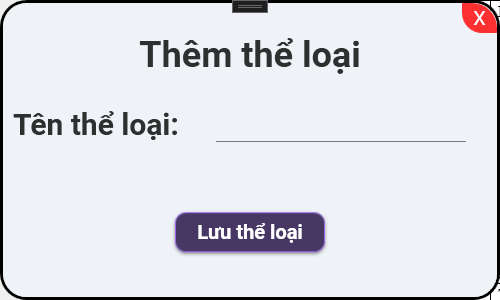 X
Thêm thể loại
Tên thể loại:
Lưu thể loại